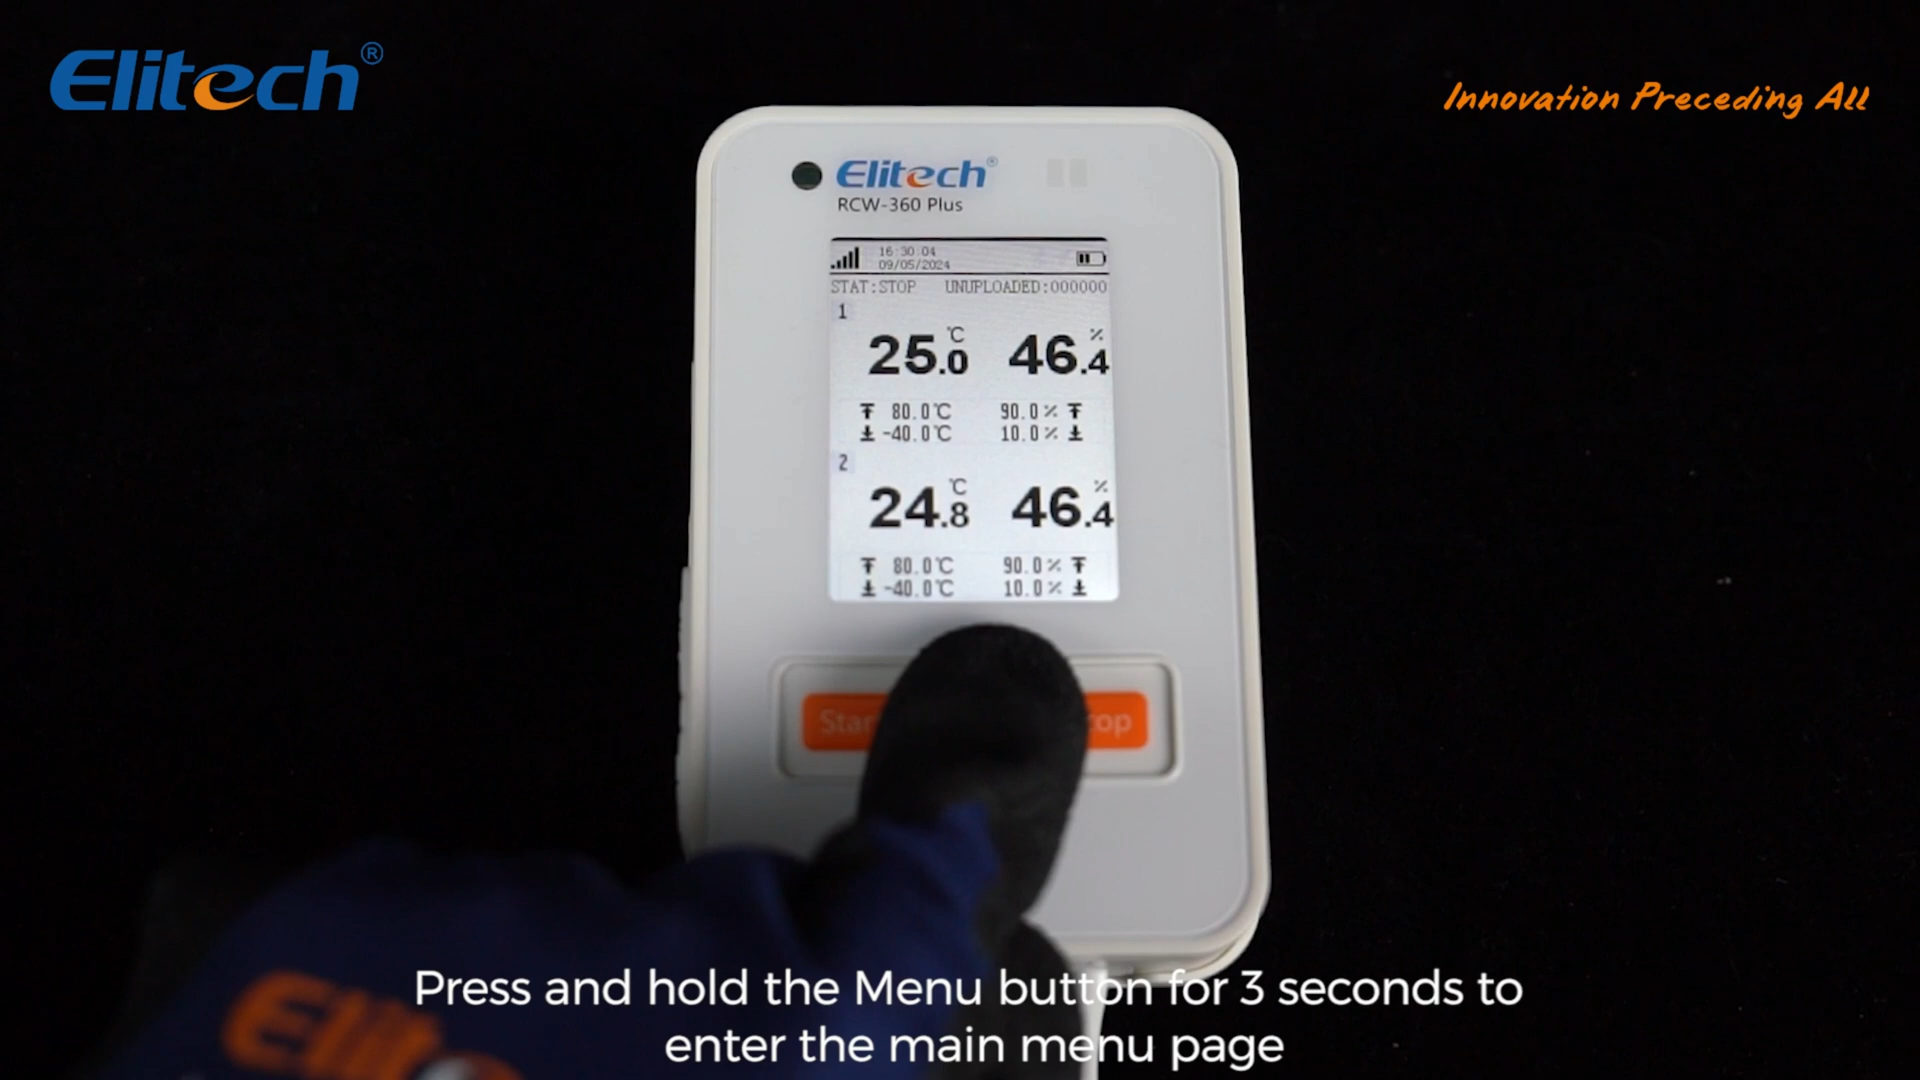 Elitech®
Innovation Preceding All
Elitech®
RCW-360 Plus
16:30:04
09/05/2024
STAT:STOP UNUPLOADED:000000
1
25.0 ℃ 46.4 %
80.0℃ 90.0%
-40.0℃ 10.0%
2
24.8 ℃ 46.4 %
80.0℃ 90.0%
-40.0℃ 10.0%
Press and hold the Menu button for 3 seconds to
enter the main menu page